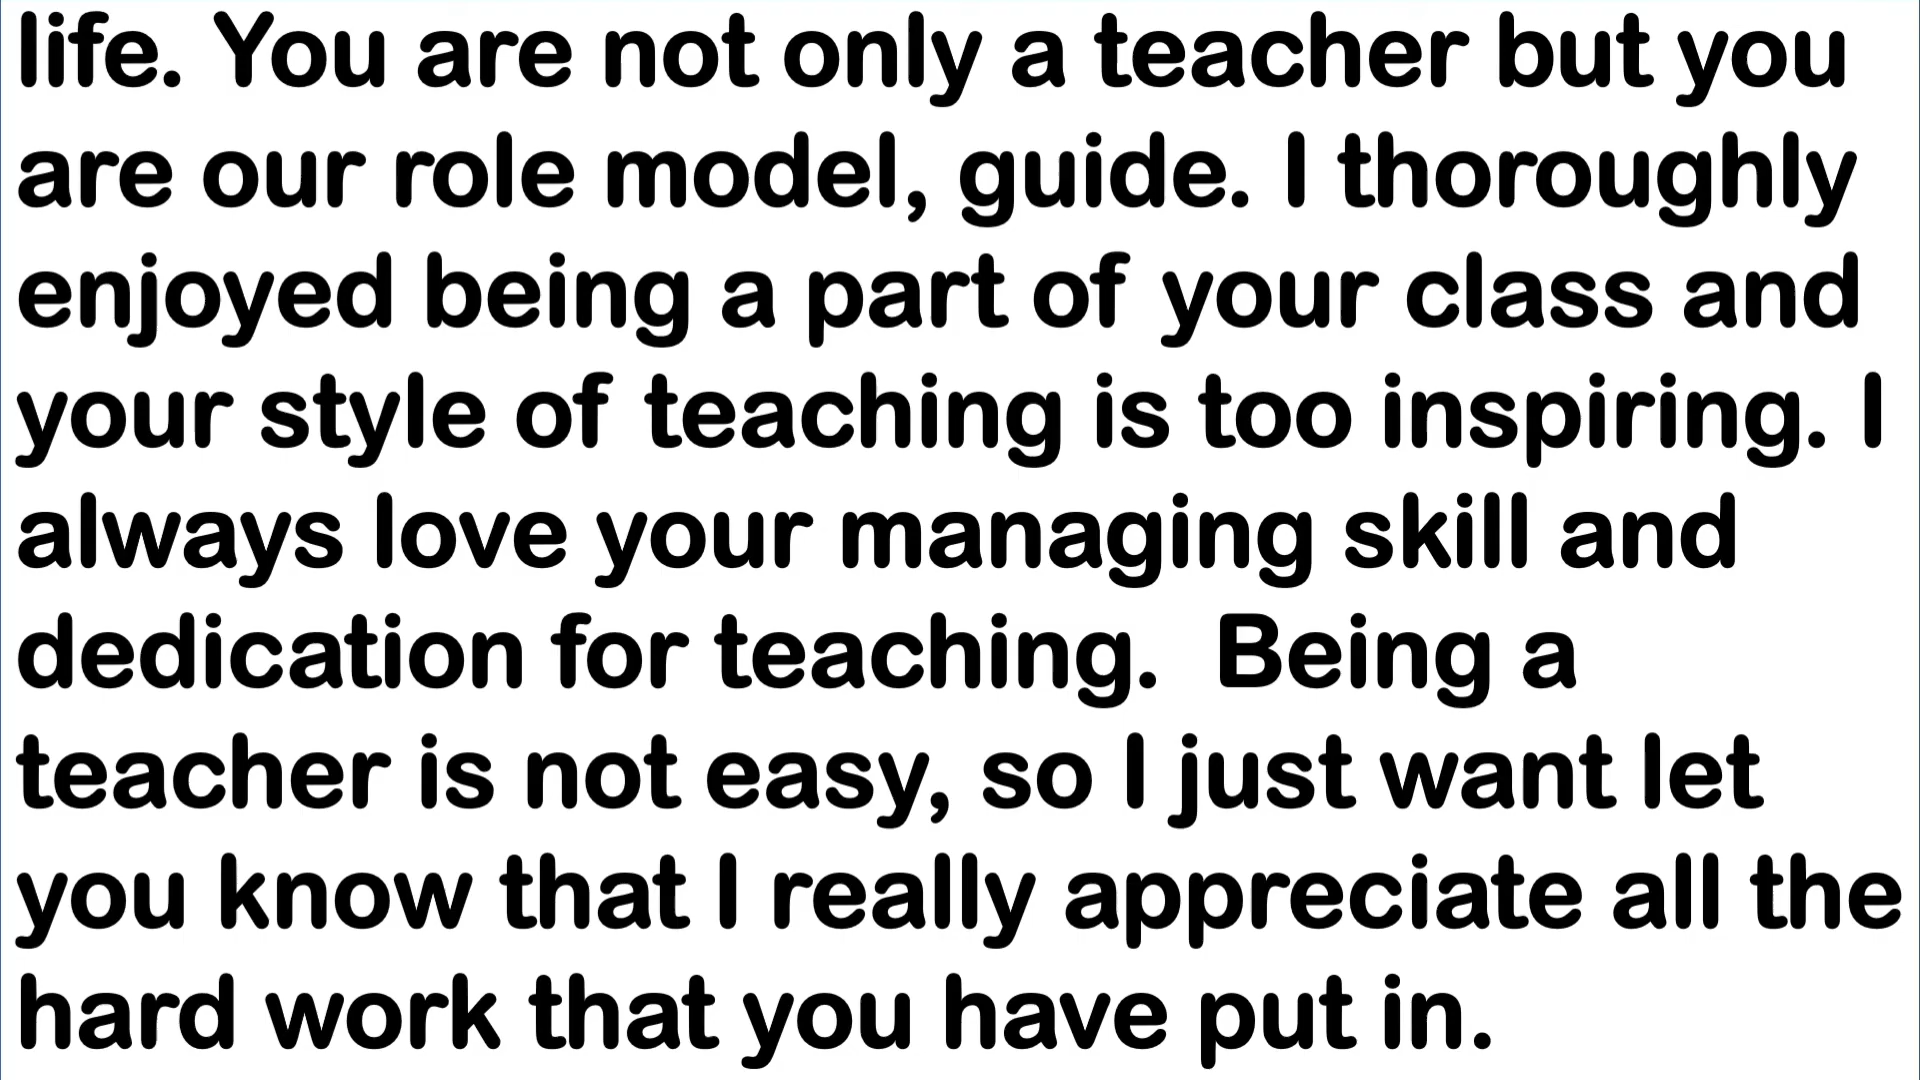 life. You are not only a teacher but you
are our role model, guide. I thoroughly
enjoyed being a part of your class and
your style of teaching is too inspiring. I
always love your managing skill and
dedication for teaching.  Being a
teacher is not easy, so I just want let
you know that I really appreciate all the
hard work that you have put in.